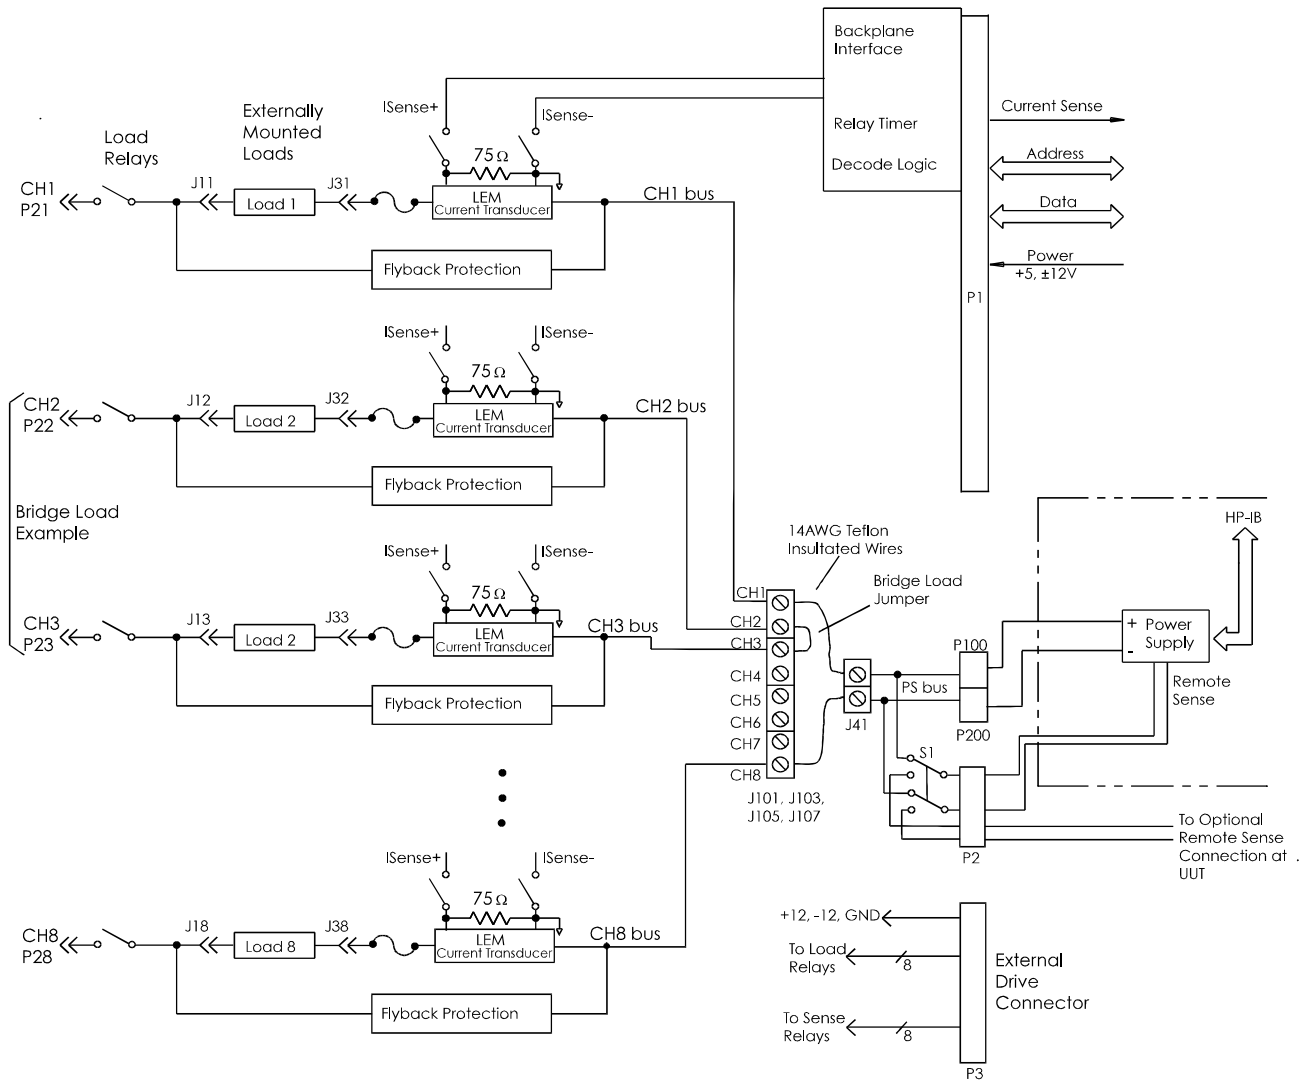 Backplane
Interface
Relay Timer
Decode Logic
P1
Current Sense
Address
Data
Power
+5, ±12V
Load
Relays
Externally
Mounted
Loads
ISense+
ISense-
75Ω
CH1
P21
J11
Load 1
J31
LEM
Current Transducer
CH1 bus
Flyback Protection
ISense+
ISense-
75Ω
CH2
P22
J12
Load 2
J32
LEM
Current Transducer
CH2 bus
Flyback Protection
Bridge Load
Example
ISense+
ISense-
75Ω
CH3
P23
J13
Load 2
J33
LEM
Current Transducer
CH3 bus
Flyback Protection
ISense+
ISense-
75Ω
CH8
P28
J18
Load 8
J38
LEM
Current Transducer
CH8 bus
Flyback Protection
14AWG Teflon
Insultated Wires
Bridge Load
Jumper
CH1
CH2
CH3
CH4
CH5
CH6
CH7
CH8
J101, J103,
J105, J107
J41
PS bus
P100
P200
HP-IB
+ Power
- Supply
Remote
Sense
S1
P2
To Optional
Remote Sense
Connection at
UUT
+12, -12, GND
To Load
Relays
8
To Sense
Relays
8
External
Drive
Connector
P3